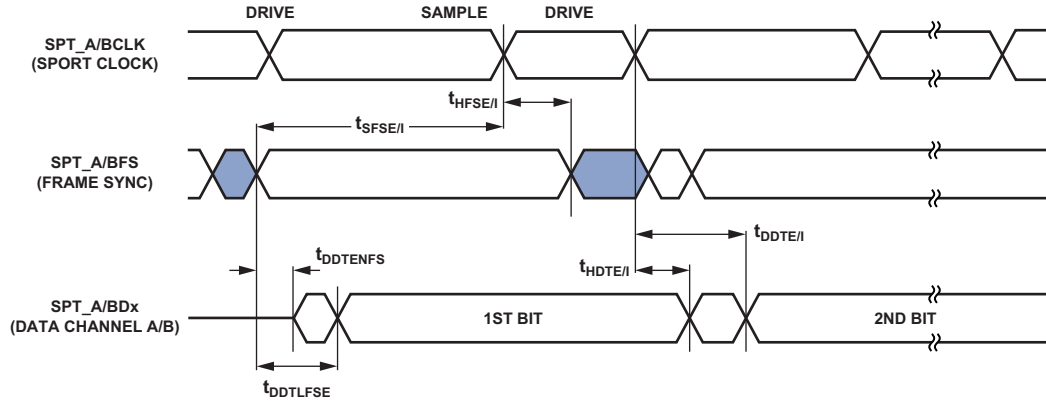 DRIVE SAMPLE DRIVE
SPT_A/BCLK
(SPORT CLOCK)
tHFSE/I
tSFSE/I
SPT_A/BFS
(FRAME SYNC)
tDDTE/I
tDDTENFS
tHDTE/I
SPT_A/BDx
(DATA CHANNEL A/B)
1ST BIT 2ND BIT
tDDTLFSE